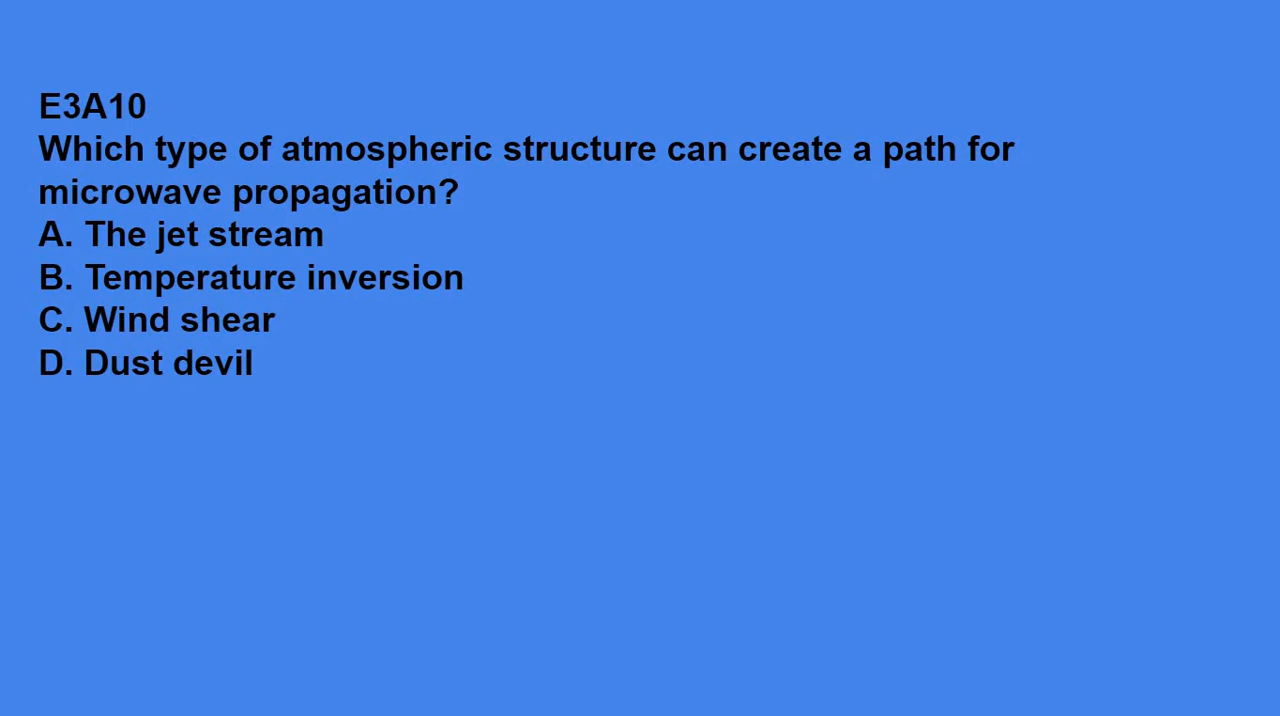 E3A10
Which type of atmospheric structure can create a path for
microwave propagation?
A. The jet stream
B. Temperature inversion
C. Wind shear
D. Dust devil